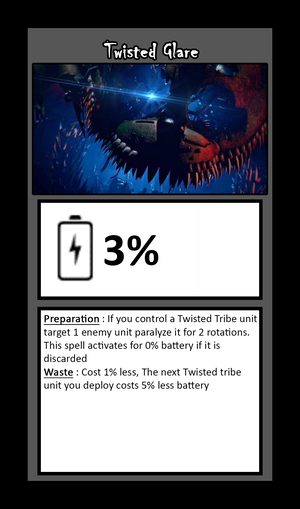 Twisted Glare
3%
Preparation : If you control a Twisted Tribe unit
target 1 enemy unit paralyze it for 2 rotations.
This spell activates for 0% battery if it is
discarded
Waste : Cost 1% less, The next Twisted tribe
unit you deploy costs 5% less battery